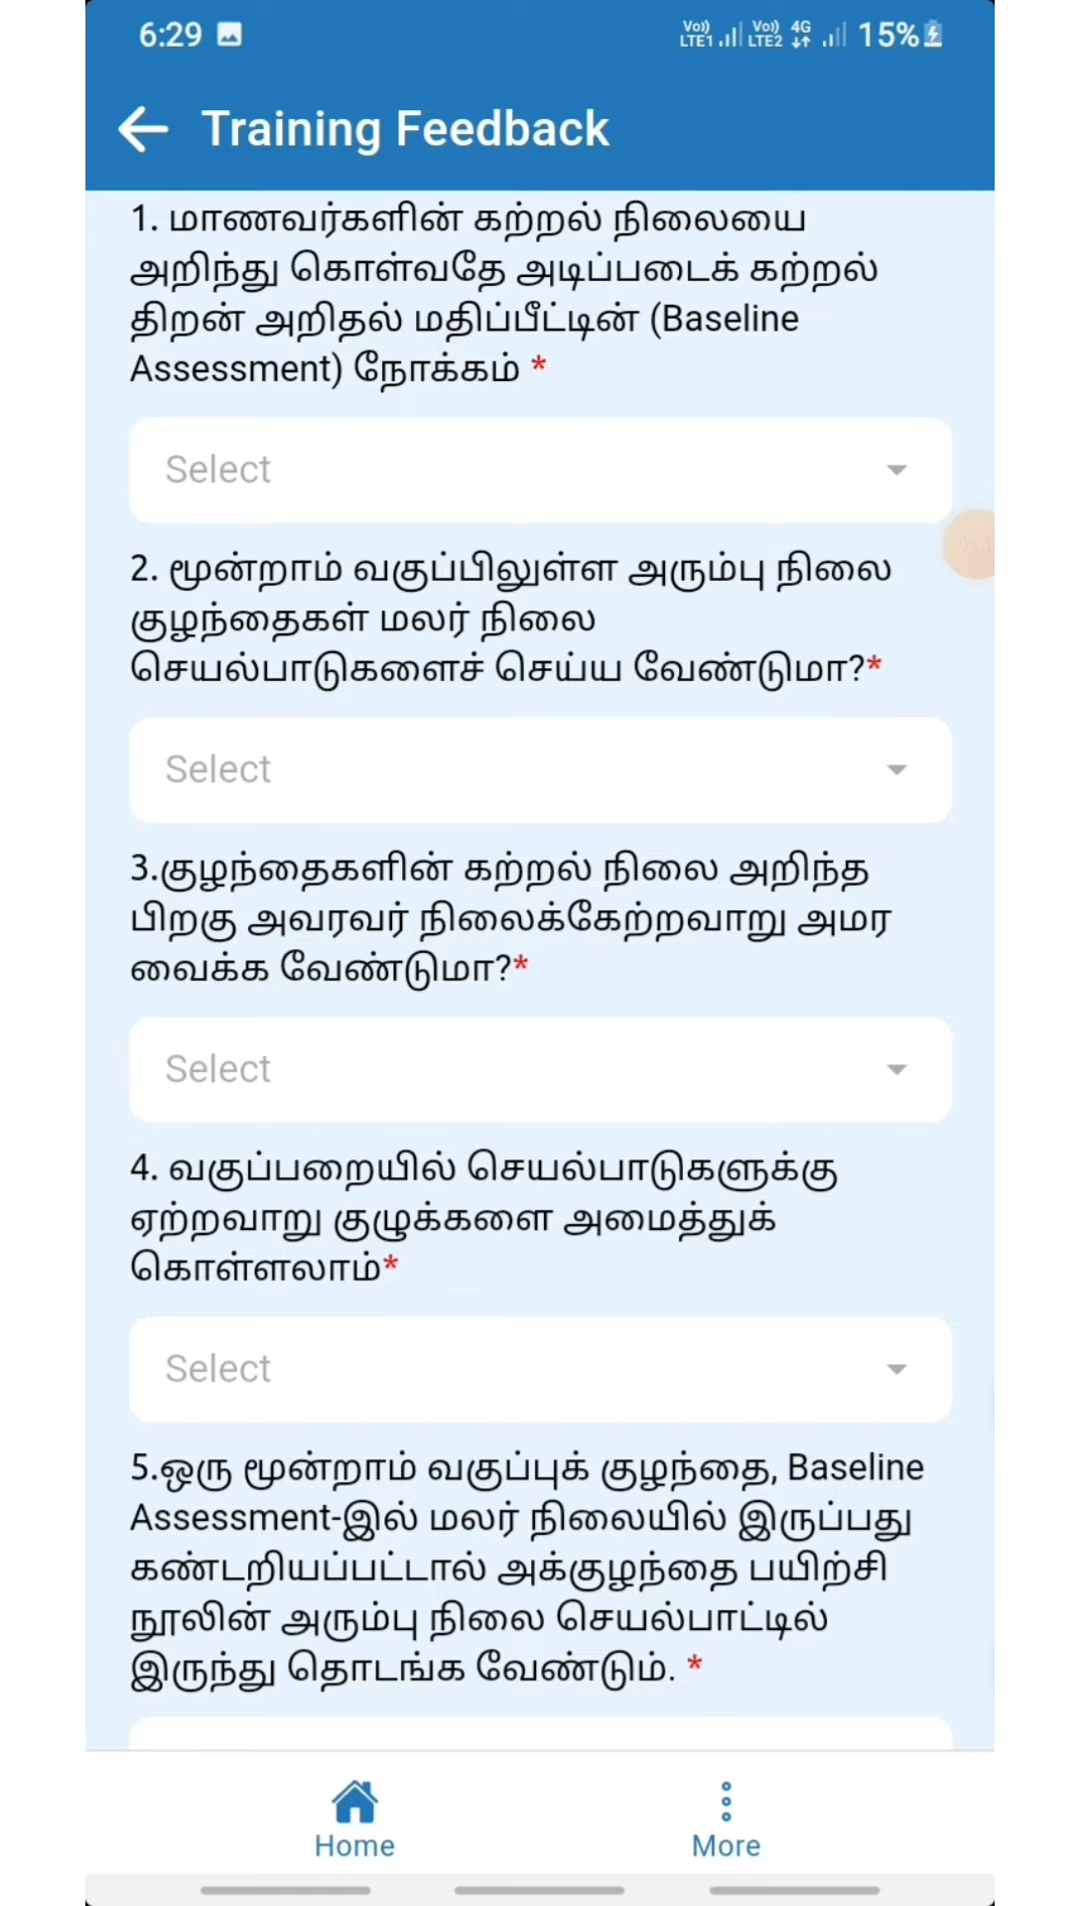 6:29
Vo)) LTE1 Vo)) LTE2 4G 15%
Training Feedback
1. மாணவர்களின் கற்றல் நிலையை
அறிந்து கொள்வதே அடிப்படைக் கற்றல்
திறன் அறிதல் மதிப்பீட்டின் (Baseline
Assessment) நோக்கம் *
Select
2. மூன்றாம் வகுப்பிலுள்ள அரும்பு நிலை
குழந்தைகள் மலர் நிலை
செயல்பாடுகளைச் செய்ய வேண்டுமா?*
Select
3.குழந்தைகளின் கற்றல் நிலை அறிந்த
பிறகு அவரவர் நிலைக்கேற்றவாறு அமர
வைக்க வேண்டுமா?*
Select
4. வகுப்பறையில் செயல்பாடுகளுக்கு
ஏற்றவாறு குழுக்களை அமைத்துக்
கொள்ளலாம்*
Select
5.ஒரு மூன்றாம் வகுப்புக் குழந்தை, Baseline
Assessment-இல் மலர் நிலையில் இருப்பது
கண்டறியப்பட்டால் அக்குழந்தை பயிற்சி
நூலின் அரும்பு நிலை செயல்பாட்டில்
இருந்து தொடங்க வேண்டும். *
Home
More